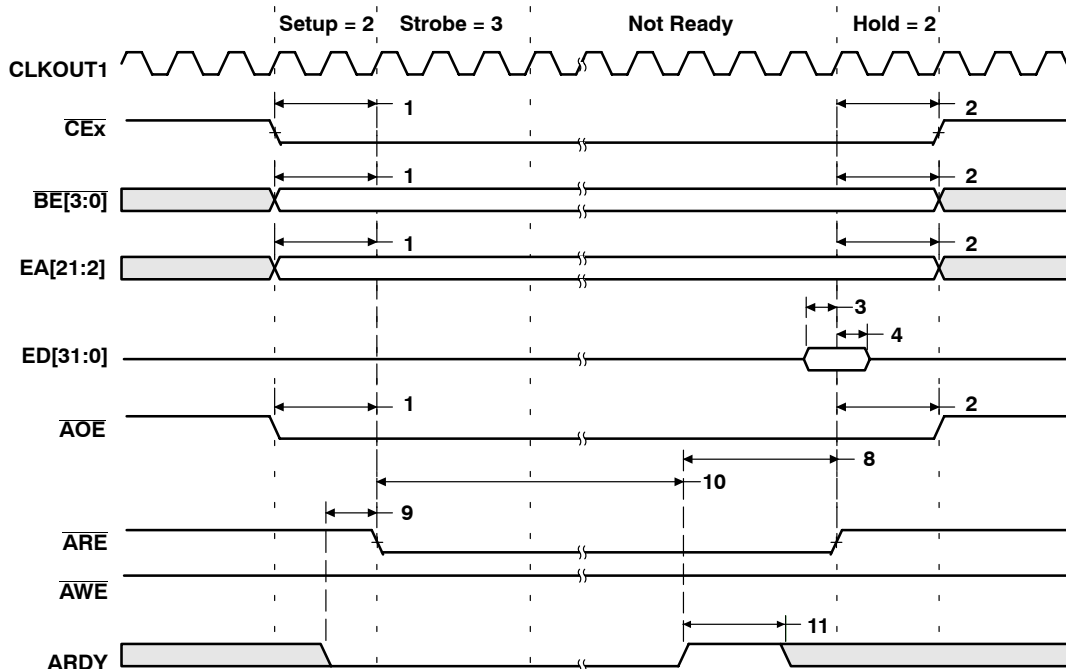 Setup = 2 Strobe = 3 Not Ready Hold = 2
CLKOUT1
1 2
CEx
1 2
BE[3:0]
1 2
EA[21:2]
3
4
ED[31:0]
1 2
AOE
8
10
9
ARE
AWE
11
ARDY